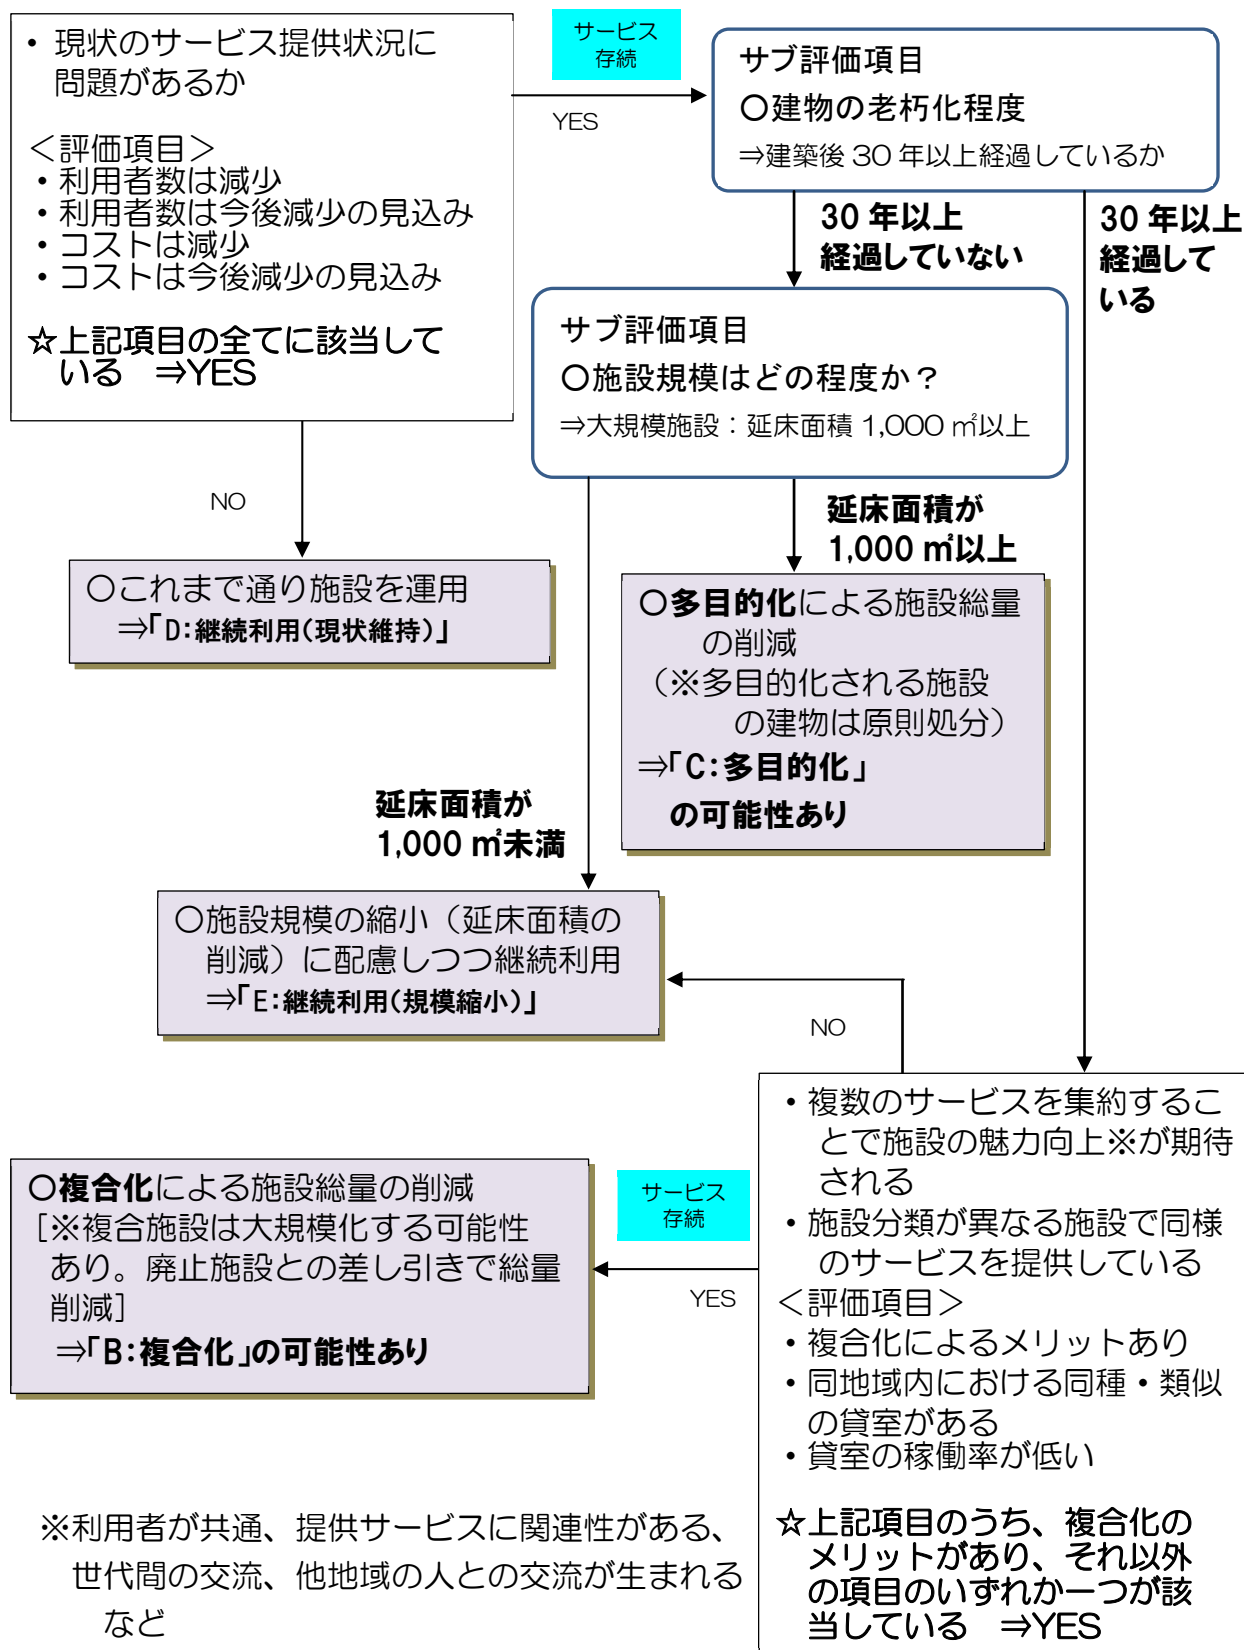 ・ 現状のサービス提供状況に
問題があるか
＜評価項目＞
・利用者数は減少
・利用者数は今後減少の見込み
・コストは減少
・コストは今後減少の見込み
☆上記項目の全てに該当して
いる ⇒YES
サービス
存続
YES
サブ評価項目
○建物の老朽化程度
⇒建築後 30 年以上経過しているか
30 年以上
経過していない
30 年以上
経過して
いる
サブ評価項目
○施設規模はどの程度か？
⇒大規模施設：延床面積 1,000 ㎡以上
NO
○これまで通り施設を運用
⇒「D：継続利用（現状維持）」
延床面積が
1,000 ㎡以上
○多目的化による施設総量
の削減
（※多目的化される施設
の建物は原則処分）
⇒「C：多目的化」
の可能性あり
延床面積が
1,000 ㎡未満
○施設規模の縮小（延床面積の
削減）に配慮しつつ継続利用
⇒「E：継続利用（規模縮小）」
NO
・複数のサービスを集約するこ
とで施設の魅力向上※が期待
される
・施設分類が異なる施設で同様
のサービスを提供している
＜評価項目＞
・複合化によるメリットあり
・同地域内における同種・類似
の貸室がある
・貸室の稼働率が低い
☆上記項目のうち、複合化の
メリットがあり、それ以外
の項目のいずれか一つが該
当している ⇒YES
サービス
存続
YES
○複合化による施設総量の削減
［※複合施設は大規模化する可能性
あり。廃止施設との差し引きで総量
削減］
⇒「B：複合化」の可能性あり
※利用者が共通、提供サービスに関連性がある、
世代間の交流、他地域の人との交流が生まれる
など